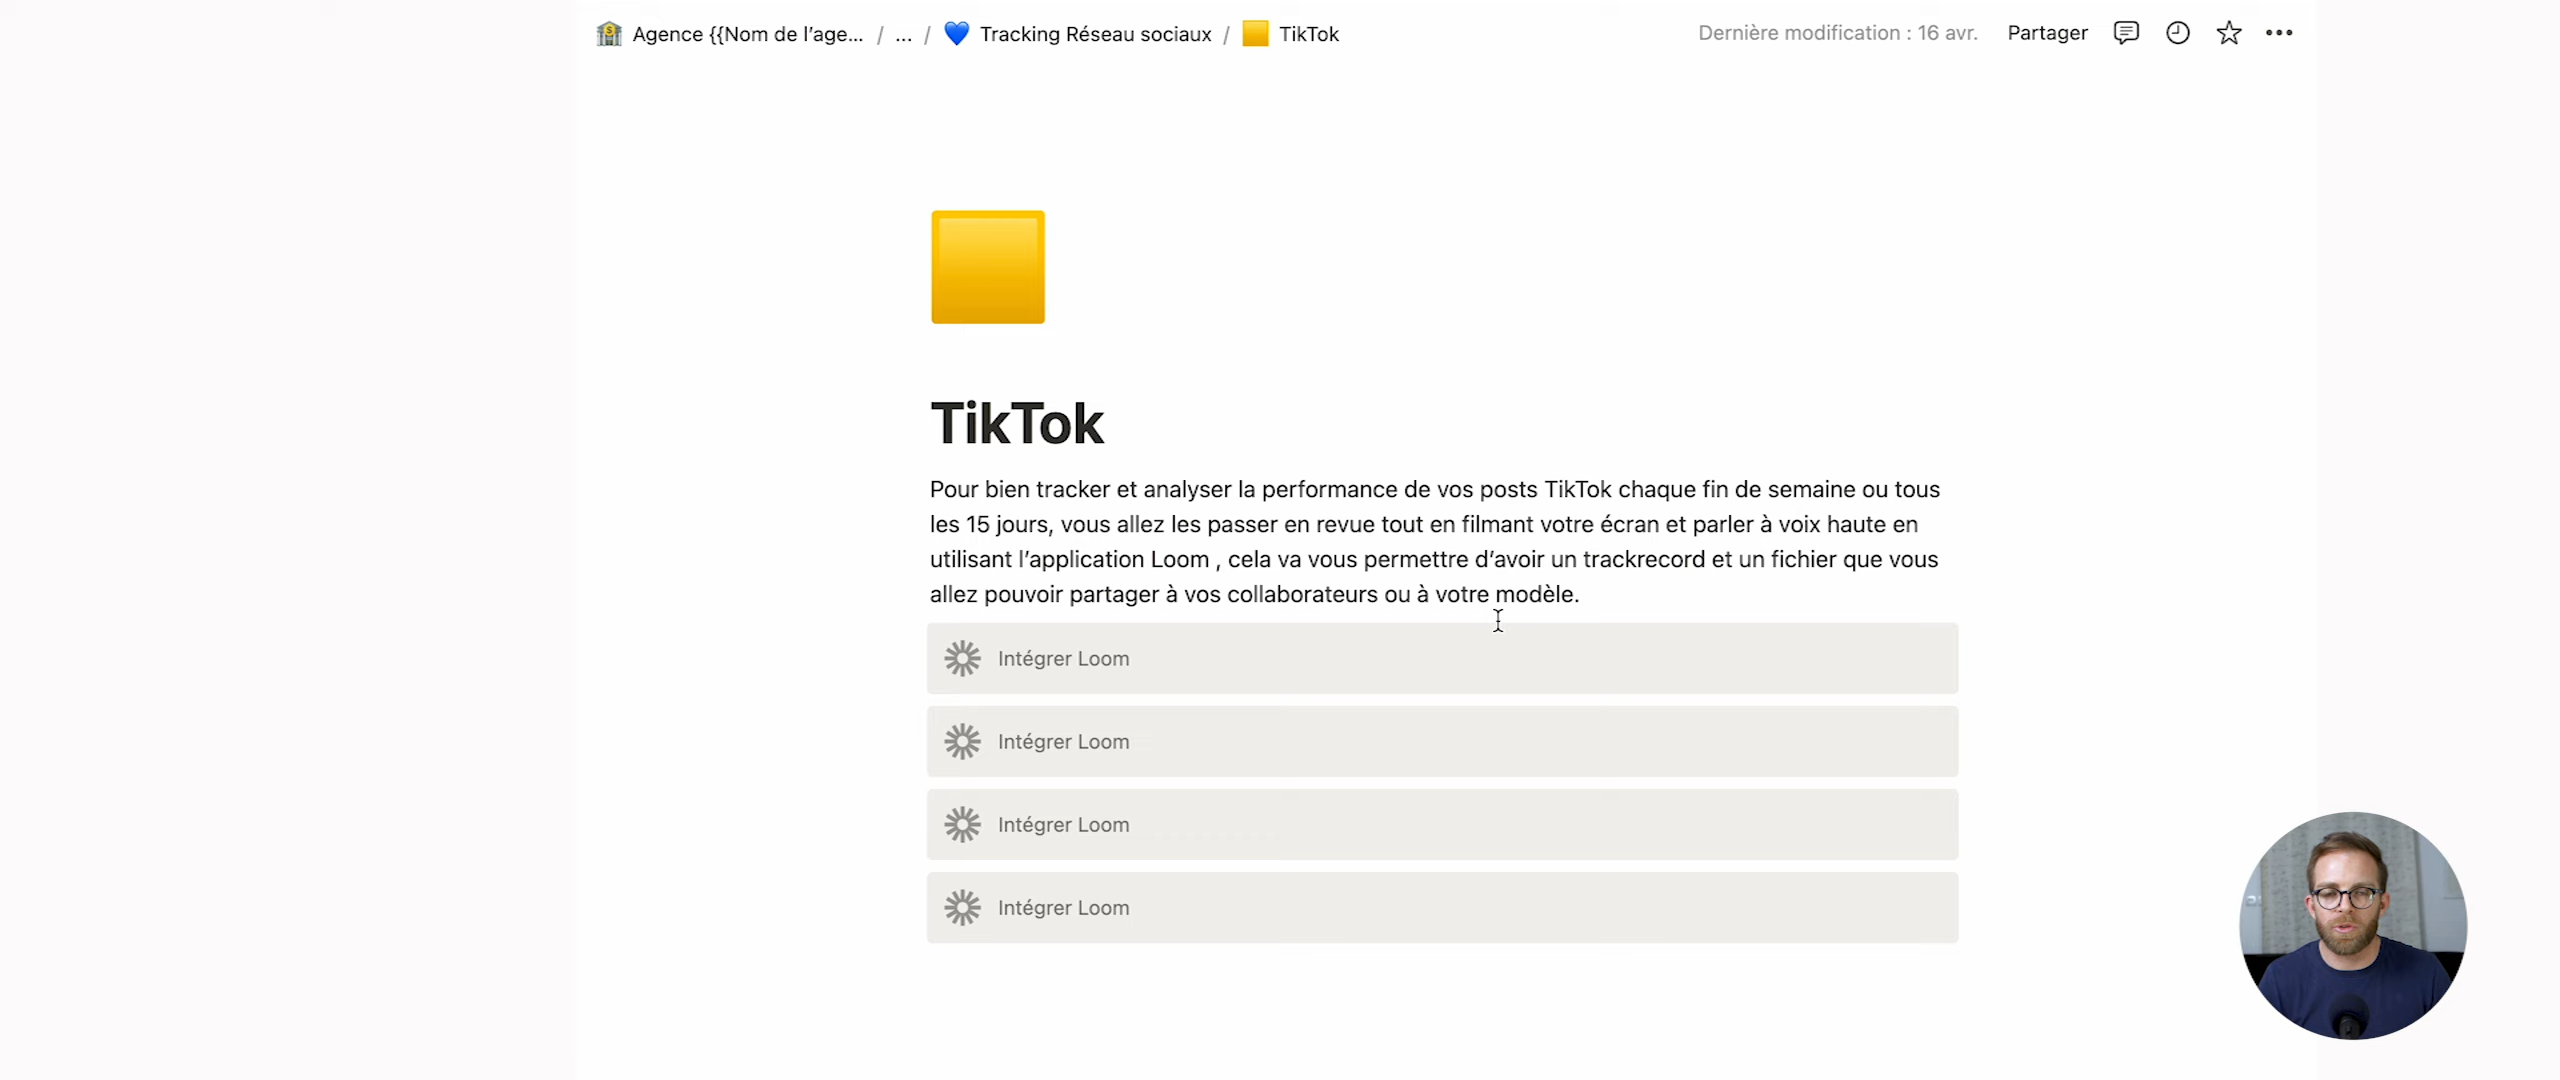 Agence {{Nom de l'age... / ... / Tracking Réseau sociaux / TikTok
Dernière modification : 16 avr. Partager
TikTok
Pour bien tracker et analyser la performance de vos posts TikTok chaque fin de semaine ou tous
les 15 jours, vous allez les passer en revue tout en filmant votre écran et parler à voix haute en
utilisant l'application Loom , cela va vous permettre d'avoir un trackrecord et un fichier que vous
allez pouvoir partager à vos collaborateurs ou à votre modèle.
Intégrer Loom
Intégrer Loom
Intégrer Loom
Intégrer Loom